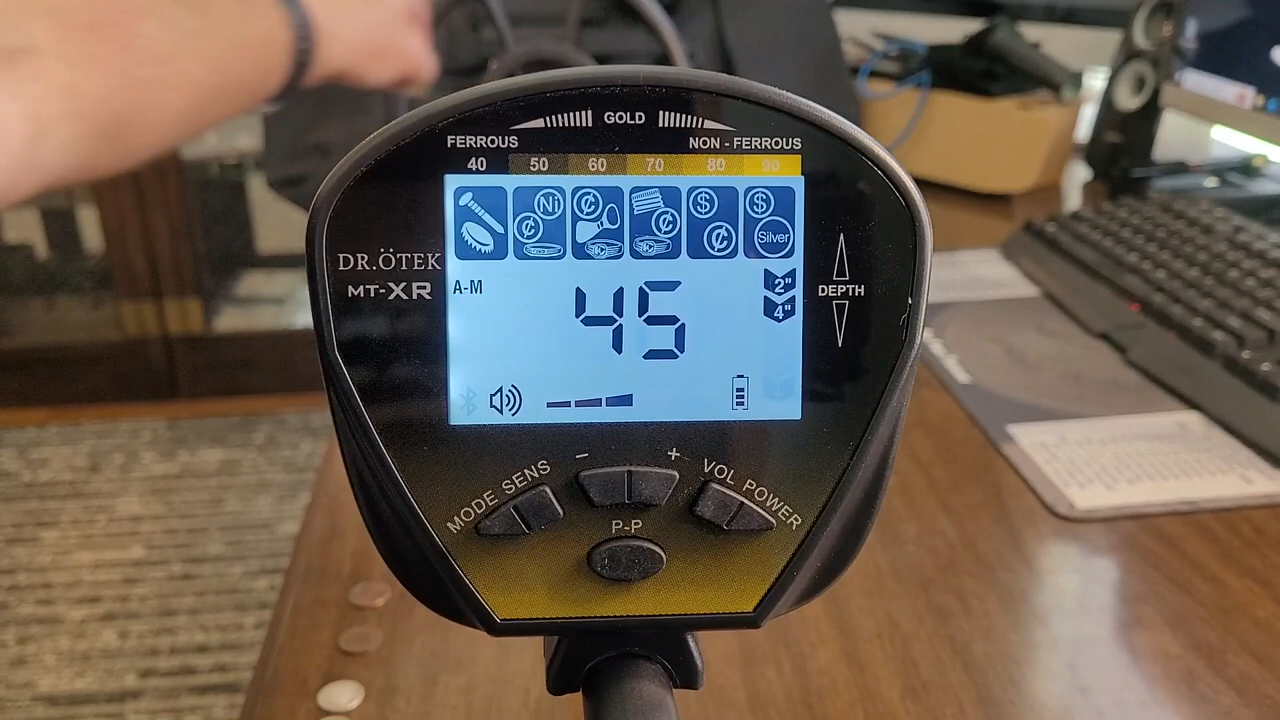 GOLD
FERROUS NON - FERROUS
40 50 60 70 80 90
Ni ¢ ¢ ¢ $ ¢ $ Silver
DR.ÖTEK
MT-XR
A-M
45
2"
4"
DEPTH
- +
MODE SENS VOL POWER
P-P